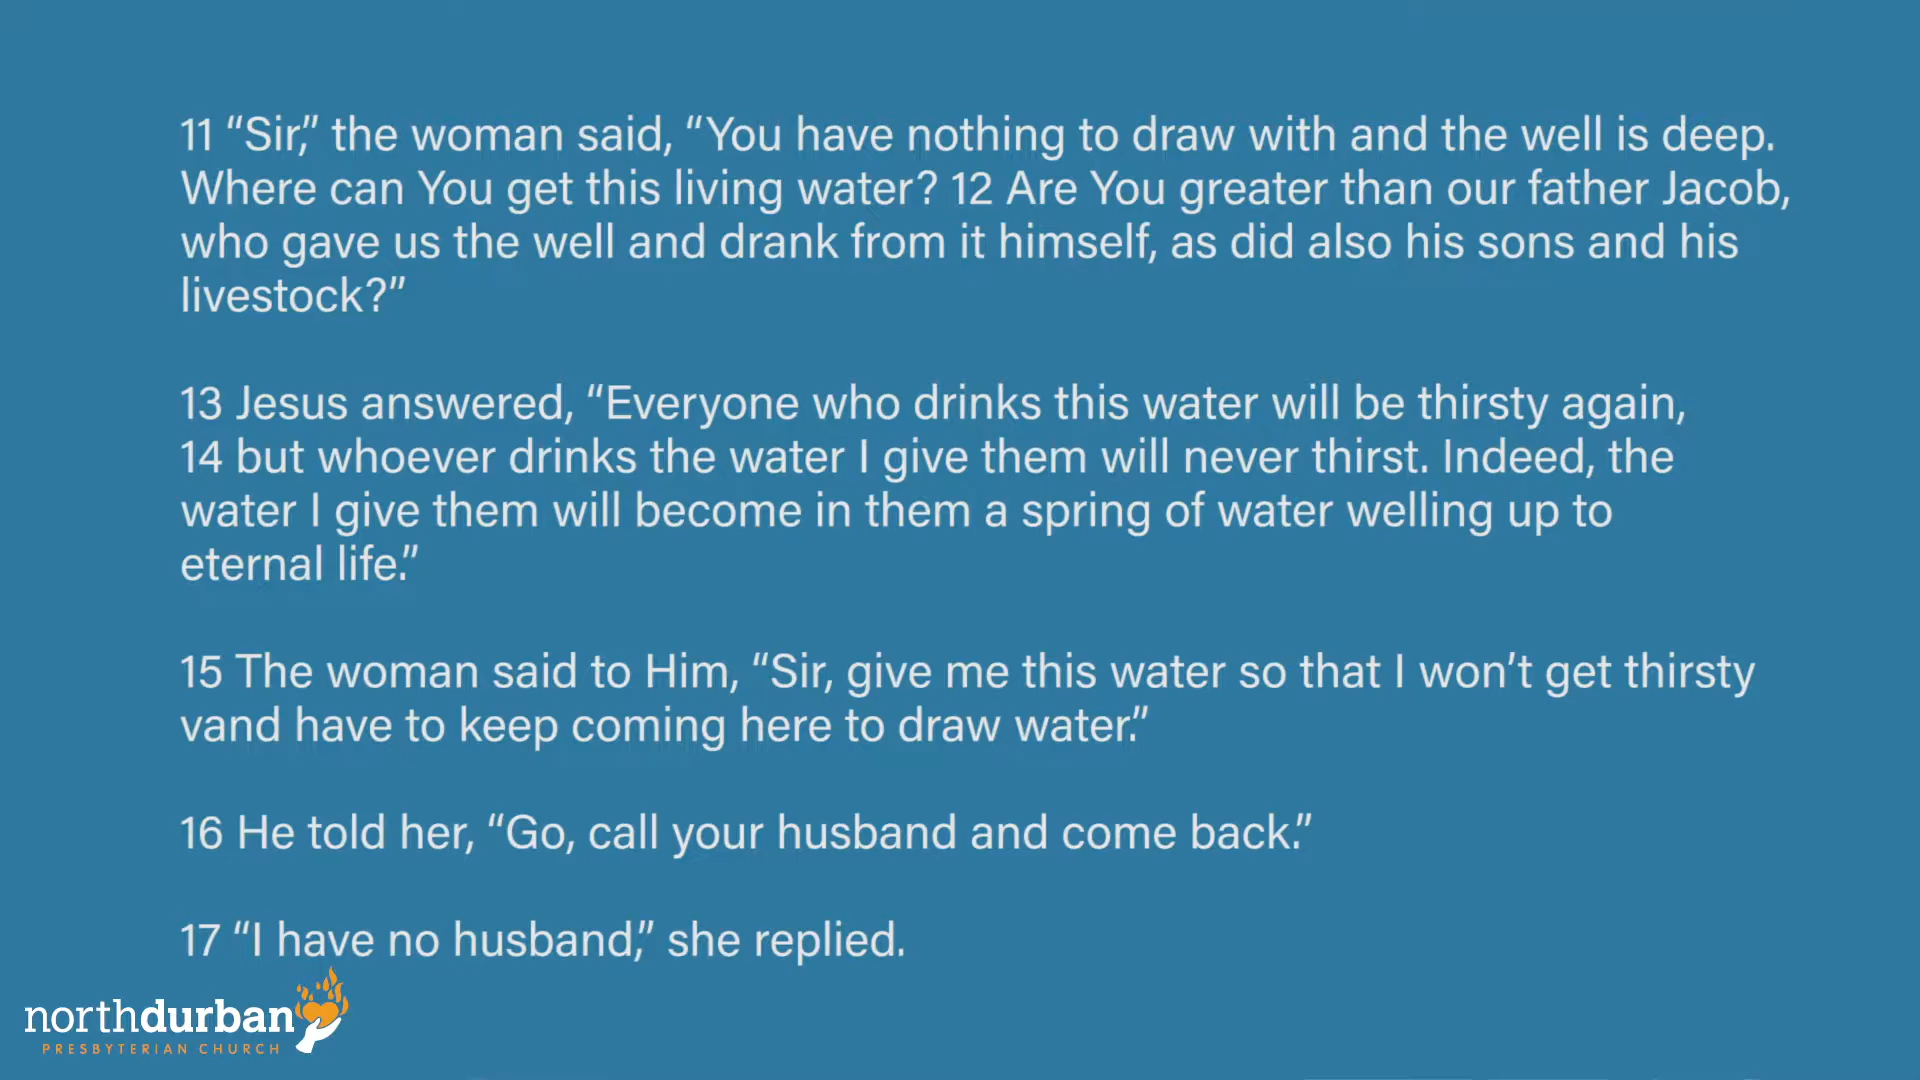 11 “Sir,” the woman said, “You have nothing to draw with and the well is deep.
Where can You get this living water? 12 Are You greater than our father Jacob,
who gave us the well and drank from it himself, as did also his sons and his
livestock?”
13 Jesus answered, “Everyone who drinks this water will be thirsty again,
14 but whoever drinks the water I give them will never thirst. Indeed, the
water I give them will become in them a spring of water welling up to
eternal life.”
15 The woman said to Him, “Sir, give me this water so that I won’t get thirsty
vand have to keep coming here to draw water.”
16 He told her, “Go, call your husband and come back.”
17 “I have no husband,” she replied.
northdurban
PRESBYTERIAN CHURCH